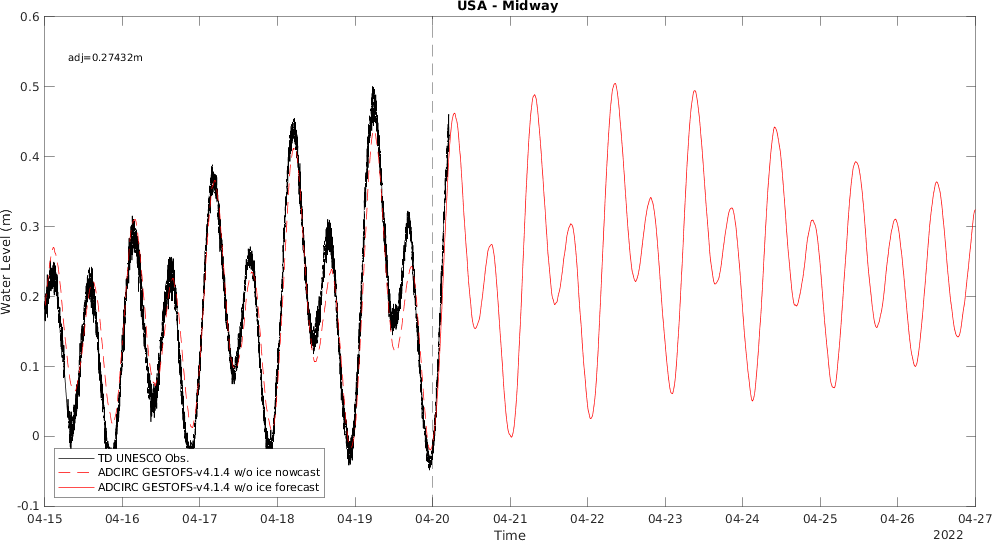 USA - Midway
adj=0.27432m
Water Level (m)
0.6
0.5
0.4
0.3
0.2
0.1
0
-0.1
TD UNESCO Obs.
ADCIRC GESTOFS-v4.1.4 w/o ice nowcast
ADCIRC GESTOFS-v4.1.4 w/o ice forecast
04-15 04-16 04-17 04-18 04-19 04-20 04-21 04-22 04-23 04-24 04-25 04-26 04-27
Time
2022